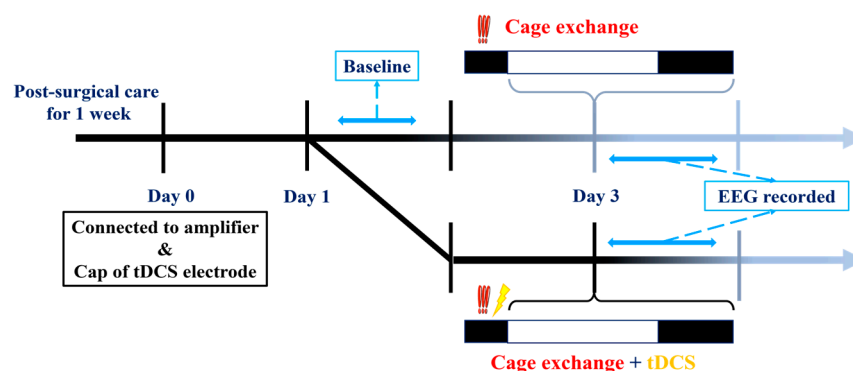 !!! Cage exchange
Baseline
Post-surgical care
for 1 week
Day 0
Day 1
Day 3
EEG recorded
Connected to amplifier
&
Cap of tDCS electrode
!!!
Cage exchange + tDCS